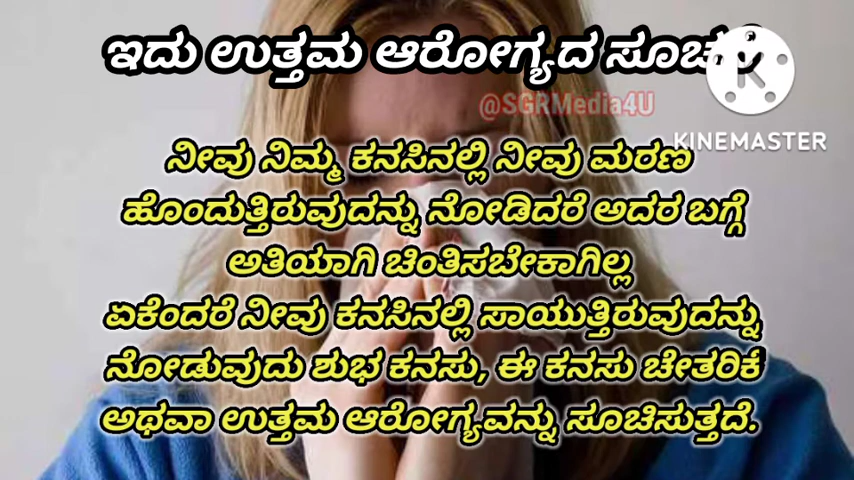 ಇದು ಉತ್ತಮ ಆರೋಗ್ಯದ
@SGRMedia4U
KINEMASTER
ನೀವು ನಿಮ್ಮ ಕನಸಿನಲ್ಲಿ ನೀವು ಮರಣ
ಹೊಂದುತ್ತಿರುವುದನ್ನು ನೋಡಿದರೆ ಅದರ ಬಗ್ಗೆ
ಅತಿಯಾಗಿ ಚಿಂತಿಸಬೇಕಾಗಿಲ್ಲ
ಏಕೆಂದರೆ ನೀವು ಕನಸಿನಲ್ಲಿ ಸಾಯುತ್ತಿರುವುದನ್ನು
ನೋಡುವುದು ಶುಭ ಕನಸು, ಈ ಕನಸು ಚೇತರಿಕೆ
ಅಥವಾ ಉತ್ತಮ ಆರೋಗ್ಯವನ್ನು ಸೂಚಿಸುತ್ತದೆ.